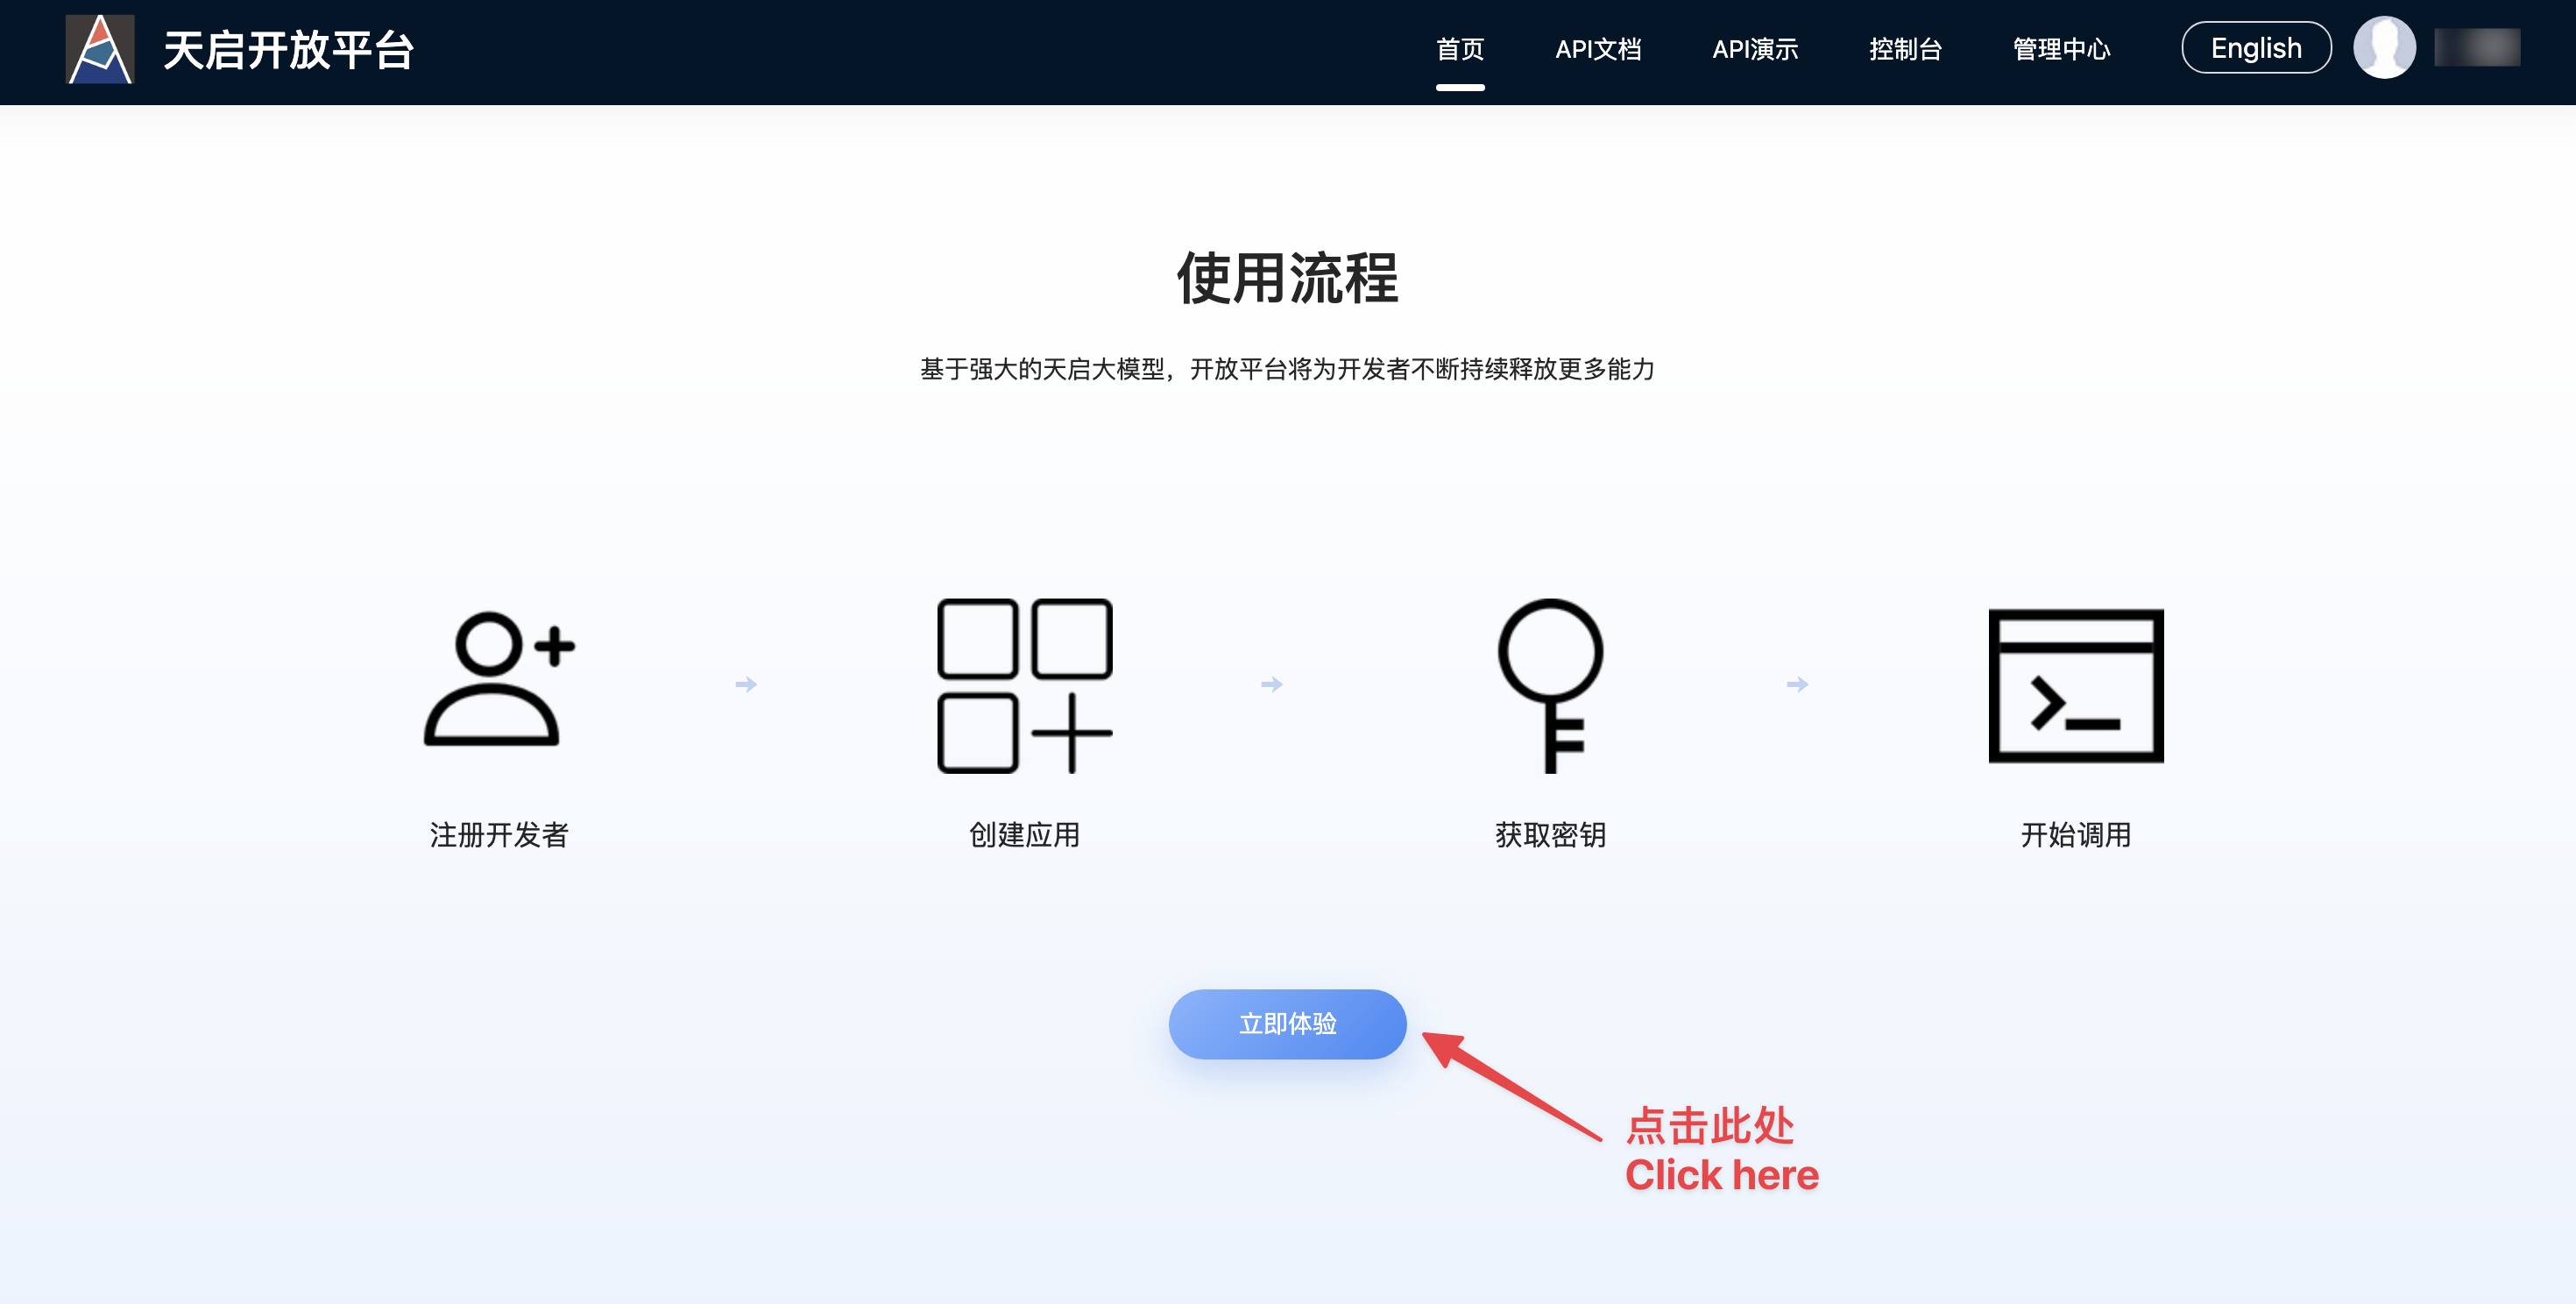 天启开放平台
首页
API文档
API演示
控制台
管理中心
English
使用流程
基于强大的天启大模型，开放平台将为开发者不断持续释放更多能力
注册开发者
创建应用
获取密钥
开始调用
立即体验
点击此处
Click here